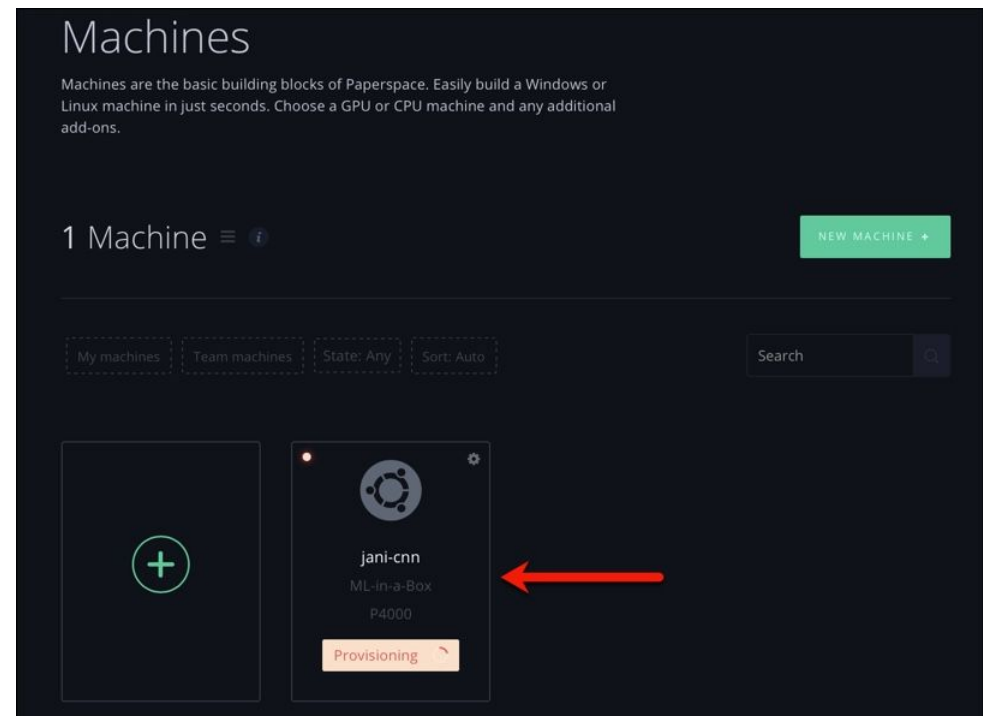 Machines
Machines are the basic building blocks of Paperspace. Easily build a Windows or
Linux machine in just seconds. Choose a GPU or CPU machine and any additional
add-ons.
1 Machine
i
NEW MACHINE +
My machines
Team machines
State: Any
Sort: Auto
Search
jani-cnn
ML-in-a-Box
P4000
Provisioning